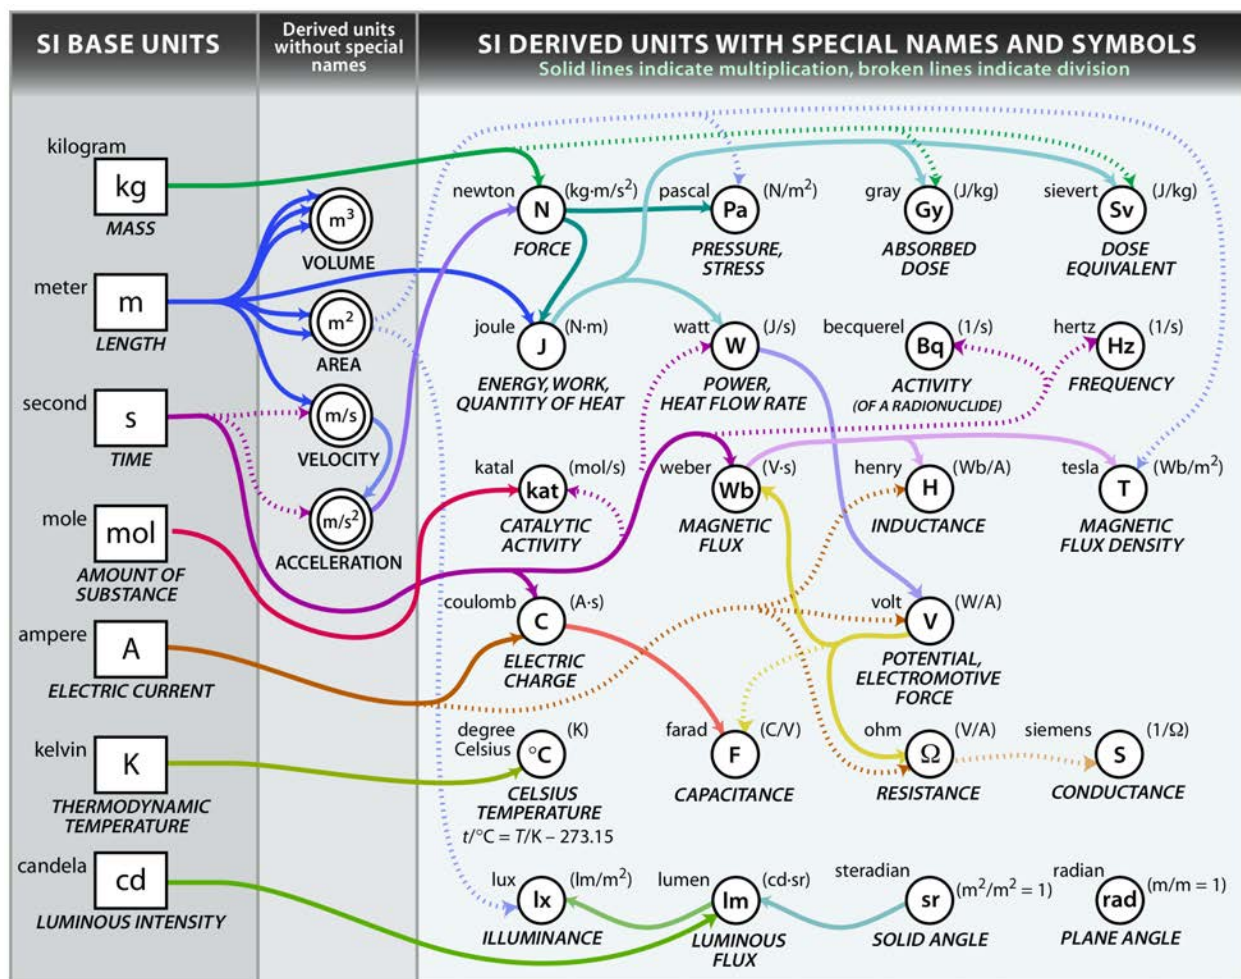 SI BASE UNITS
Derived units
without special
names
SI DERIVED UNITS WITH SPECIAL NAMES AND SYMBOLS
Solid lines indicate multiplication, broken lines indicate division
kilogram
kg
MASS
meter
m
LENGTH
second
s
TIME
mole
mol
AMOUNT OF
SUBSTANCE
ampere
A
ELECTRIC CURRENT
kelvin
K
THERMODYNAMIC
TEMPERATURE
candela
cd
LUMINOUS INTENSITY
m³
VOLUME
m²
AREA
m/s
VELOCITY
m/s²
ACCELERATION
newton
N
(kg·m/s²)
FORCE
pascal
Pa
(N/m²)
PRESSURE,
STRESS
gray
Gy
(J/kg)
ABSORBED
DOSE
sievert
Sv
(J/kg)
DOSE
EQUIVALENT
joule
J
(N·m)
ENERGY, WORK,
QUANTITY OF HEAT
watt
W
(J/s)
POWER,
HEAT FLOW RATE
becquerel
Bq
(1/s)
ACTIVITY
(OF A RADIONUCLIDE)
hertz
Hz
(1/s)
FREQUENCY
katal
kat
(mol/s)
CATALYTIC
ACTIVITY
weber
Wb
(V·s)
MAGNETIC
FLUX
henry
H
(Wb/A)
INDUCTANCE
tesla
T
(Wb/m²)
MAGNETIC
FLUX DENSITY
coulomb
C
(A·s)
ELECTRIC
CHARGE
volt
V
(W/A)
POTENTIAL,
ELECTROMOTIVE
FORCE
degree
Celsius
°C
(K)
CELSIUS
TEMPERATURE
t/°C = T/K – 273.15
farad
F
(C/V)
CAPACITANCE
ohm
Ω
(V/A)
RESISTANCE
siemens
S
(1/Ω)
CONDUCTANCE
lux
lx
(lm/m²)
ILLUMINANCE
lumen
lm
(cd·sr)
LUMINOUS
FLUX
steradian
sr
(m²/m² = 1)
SOLID ANGLE
radian
rad
(m/m = 1)
PLANE ANGLE